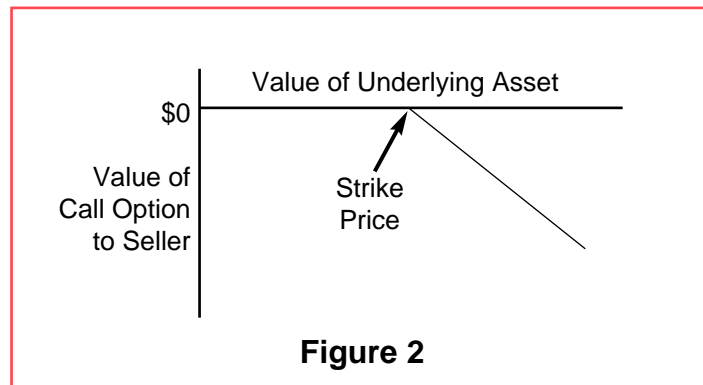 Value of Underlying Asset
$0
Value of
Call Option
to Seller
Strike
Price
Figure 2